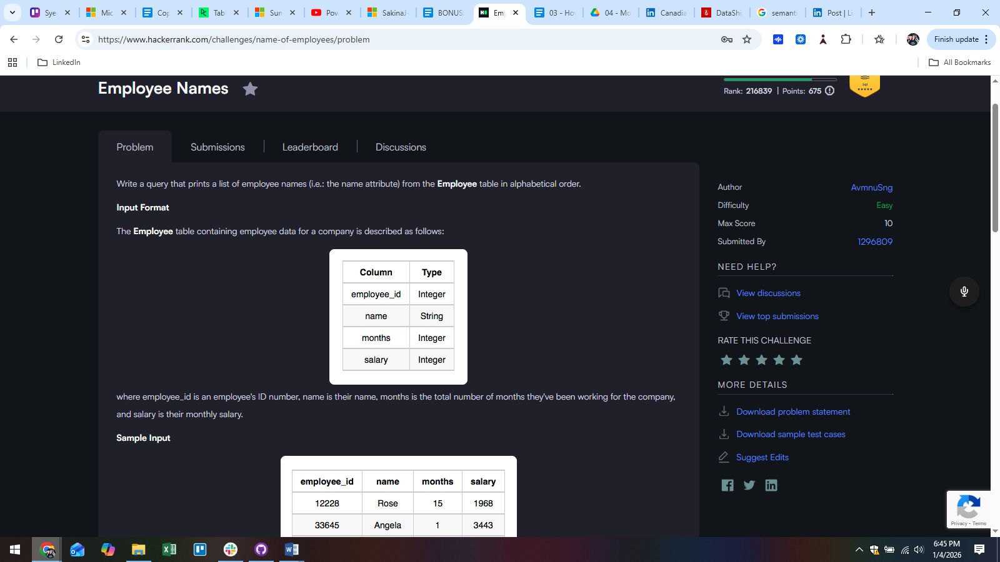 Sye
Mic
Cop
Tabl
Sun
Pow
SakinaJ-
BONUS:
Emp
03 - Ho
04 - Mo
Canadia
DataShi
semanti
Post | Li
https://www.hackerrank.com/challenges/name-of-employees/problem
Finish update
LinkedIn
All Bookmarks
Employee Names
Rank: 216839 | Points: 675
Sql
Problem
Submissions
Leaderboard
Discussions
Write a query that prints a list of employee names (i.e.: the name attribute) from the Employee table in alphabetical order.
Input Format
The Employee table containing employee data for a company is described as follows:
Column Type
employee_id Integer
name String
months Integer
salary Integer
where employee_id is an employee's ID number, name is their name, months is the total number of months they've been working for the company,
and salary is their monthly salary.
Sample Input
employee_id name months salary
12228 Rose 15 1968
33645 Angela 1 3443
Author AvmnuSng
Difficulty Easy
Max Score 10
Submitted By 1296809
NEED HELP?
View discussions
View top submissions
RATE THIS CHALLENGE
MORE DETAILS
Download problem statement
Download sample test cases
Suggest Edits
Privacy - Terms
6:45 PM
1/4/2026